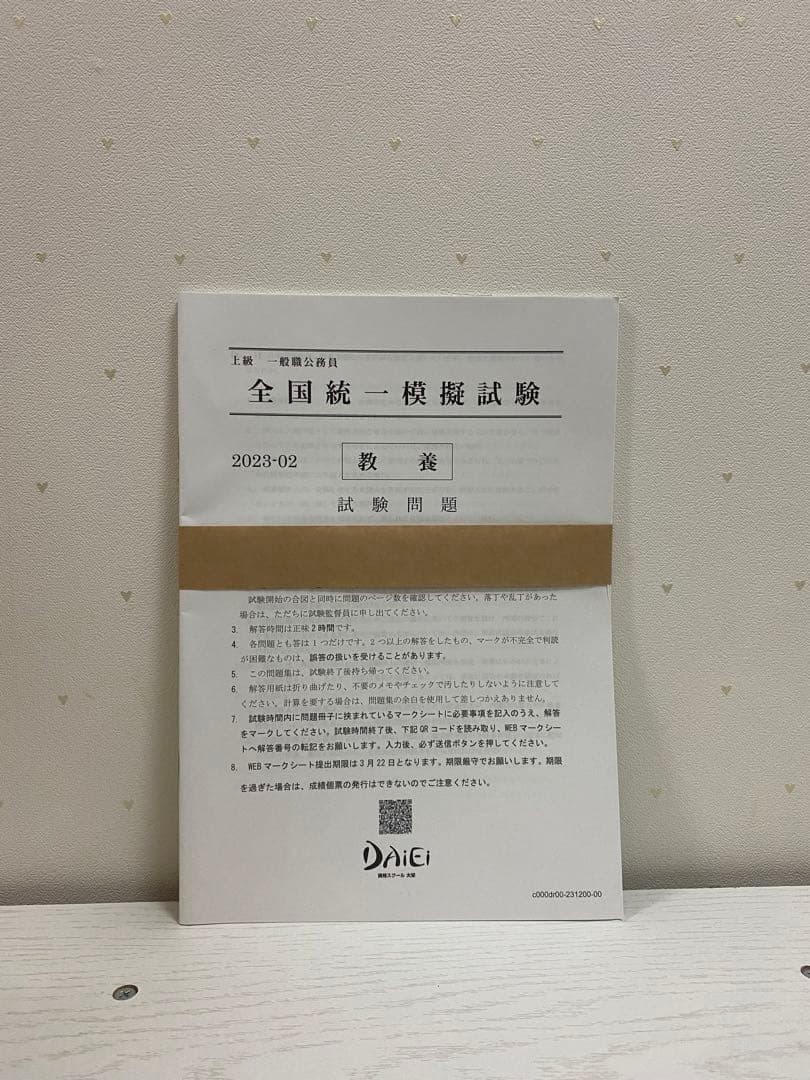 上級　一般職公務員
全国統一模擬試験
2023-02　教　養
試験問題
試験開始の合図と同時に問題のページ数を確認してください。落丁や乱丁があった
場合は、ただちに試験監督員に申し出てください。
3. 解答時間は正味2時間です。
4. 各問題とも答は1つだけです。2つ以上の解答をしたもの、マークが不完全で判読
が困難なものは、誤答の扱いを受けることがあります。
5. この問題集は、試験終了後持ち帰ってください。
6. 解答用紙は折り曲げたり、不要のメモやチェックで汚したりしないように注意して
ください。計算を要する場合は、問題集の余白を使用して差しつかえありません。
7. 試験時間内に問題冊子に挟まれているマークシートに必要事項を記入のうえ、解答
をマークしてください。試験時間終了後、下記QRコードを読み取り、WEBマークシー
トへ解答番号の転記をお願いします。入力後、必ず送信ボタンを押してください。
8. WEBマークシート提出期限は3月22日となります。期限厳守でお願いします。期限
を過ぎた場合は、成績個票の発行はできないのでご注意ください。
DAiEi
資格スクール 大栄
c000dr00-231200-00